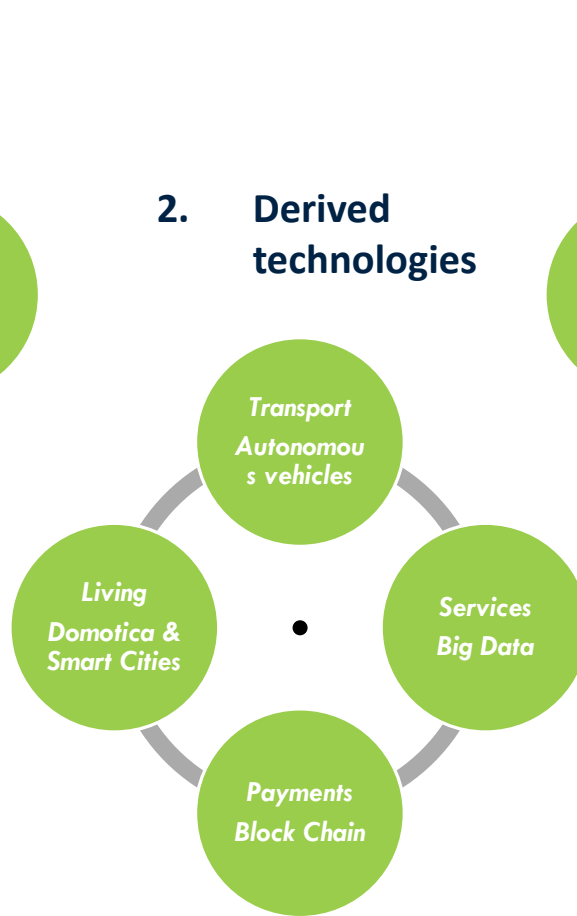 2. Derived
technologies
Transport
Autonomou
s vehicles
Living
Domotica &
Smart Cities
Services
Big Data
Payments
Block Chain